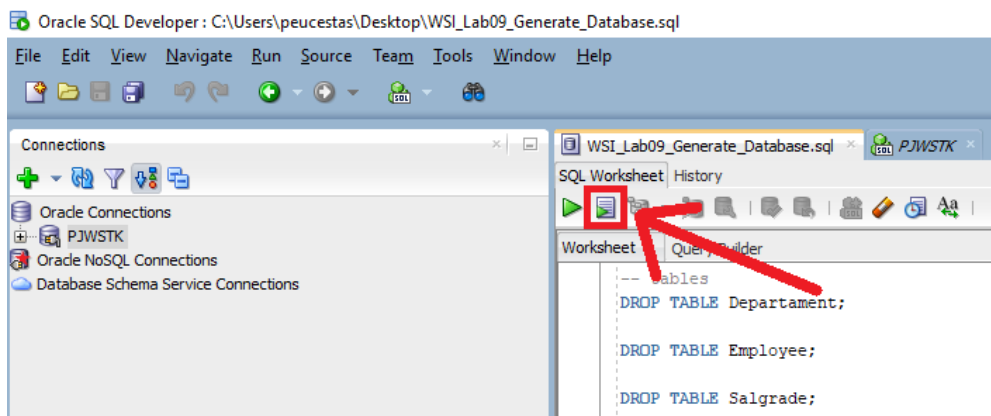 Oracle SQL Developer : C:\Users\peucestas\Desktop\WSI_Lab09_Generate_Database.sql
File Edit View Navigate Run Source Team Tools Window Help
SQL
Connections
WSI_Lab09_Generate_Database.sql
SQL PJWSTK
SQL Worksheet History
Oracle Connections
PJWSTK
Oracle NoSQL Connections
Database Schema Service Connections
Worksheet Query Builder
-- tables
DROP TABLE Departament;
DROP TABLE Employee;
DROP TABLE Salgrade;